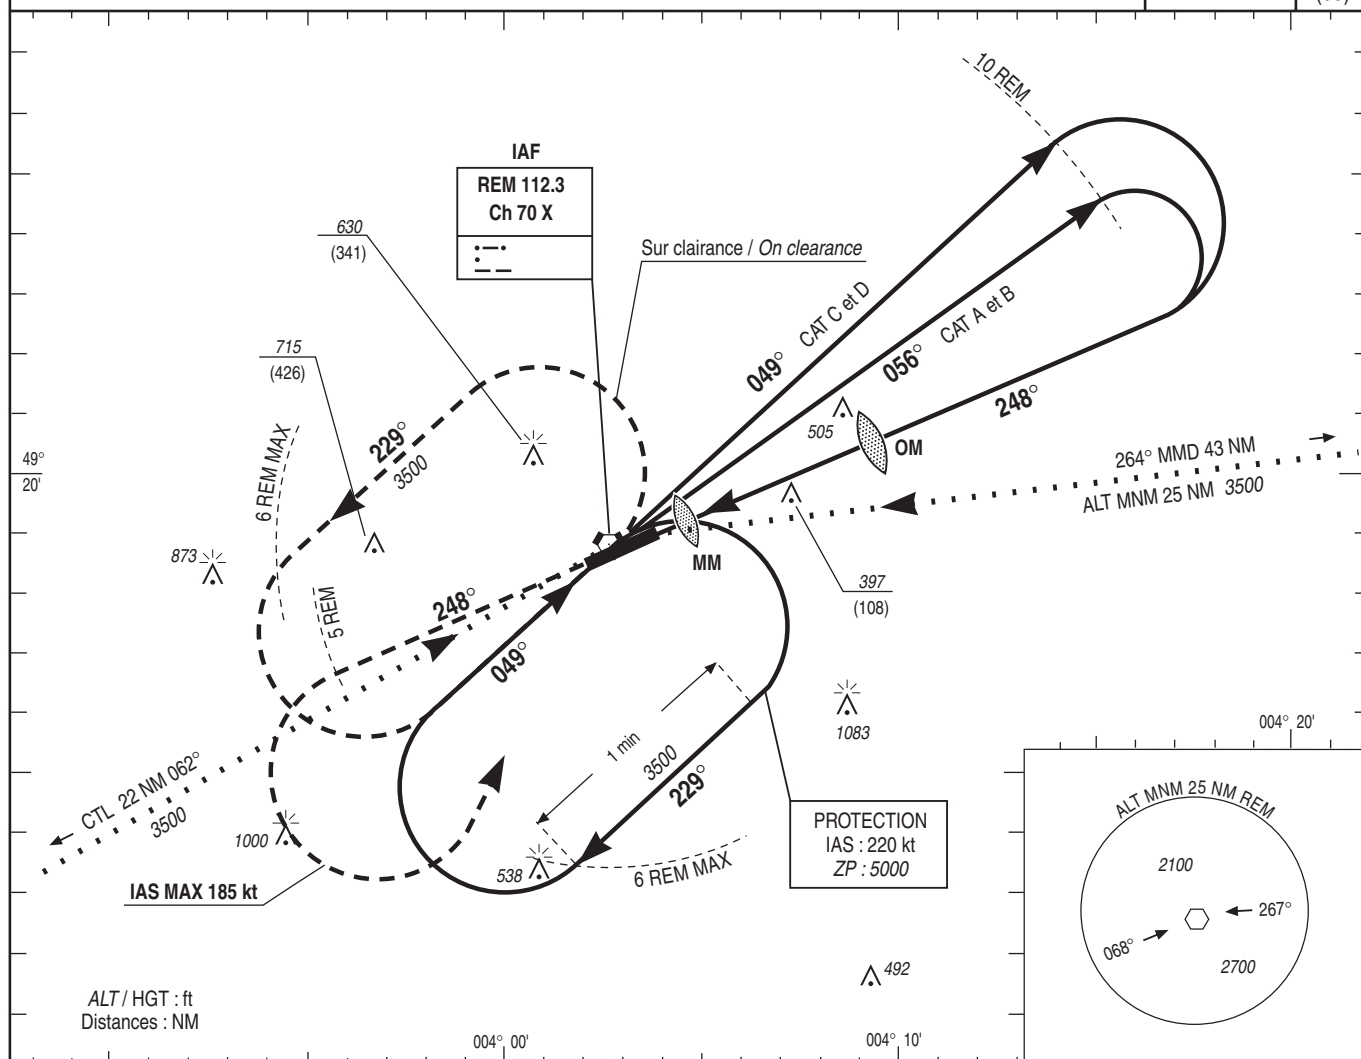 10 REM
IAF
REM 112.3
Ch 70 X
630
(341)
Sur clairance / On clearance
715
(426)
CAT C et D
049°
CAT A et B
056°
248°
505
OM
229°
3500
6 REM MAX
49°
20'
264° MMD 43 NM
ALT MNM 25 NM 3500
873
MM
397
(108)
248°
5 REM
049°
1083
004° 20'
1 min
3500
229°
CTL 22 NM 062°
3500
1000
IAS MAX 185 kt
538
6 REM MAX
PROTECTION
IAS : 220 kt
ZP : 5000
ALT MNM 25 NM REM
2100
267°
068°
2700
492
ALT / HGT : ft
Distances : NM
004° 00'
004° 10'